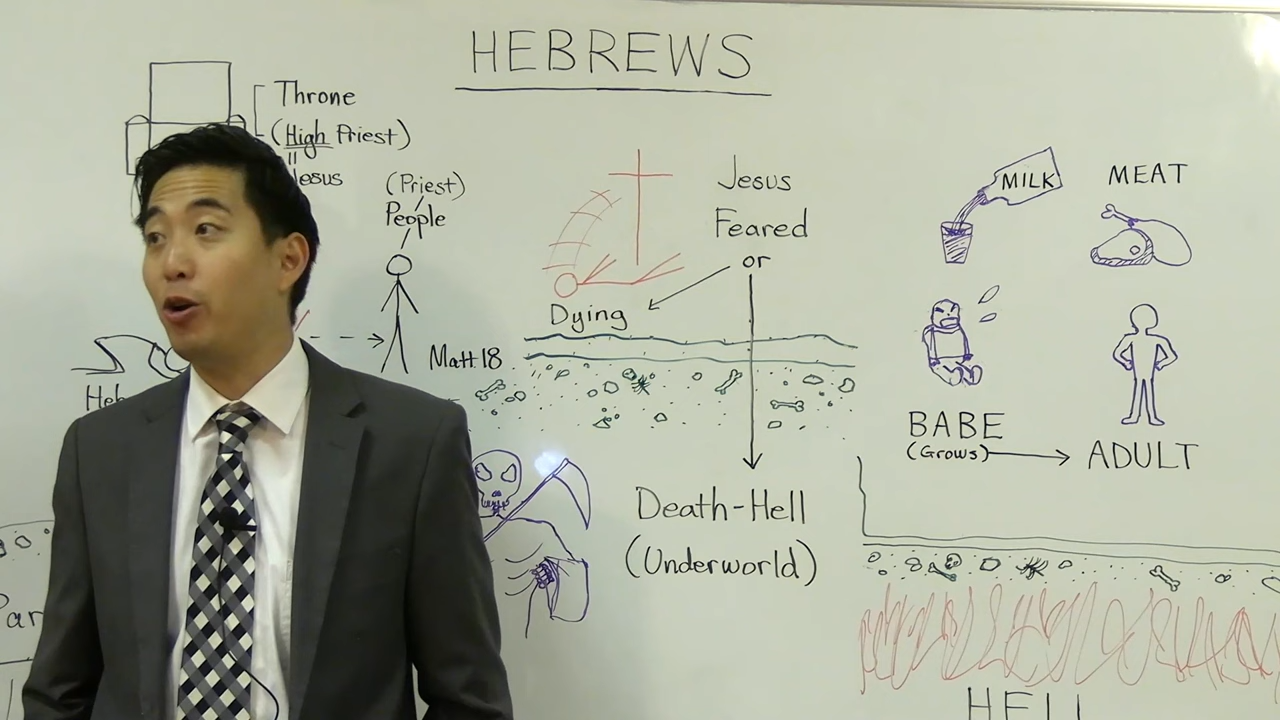 HEBREWS
Throne
(High Priest)
"
Jesus
(Priest)
People
Matt.18
Jesus
Feared
or
Dying
Death-Hell
(Underworld)
MILK
MEAT
BABE
(Grows)
ADULT
HELL